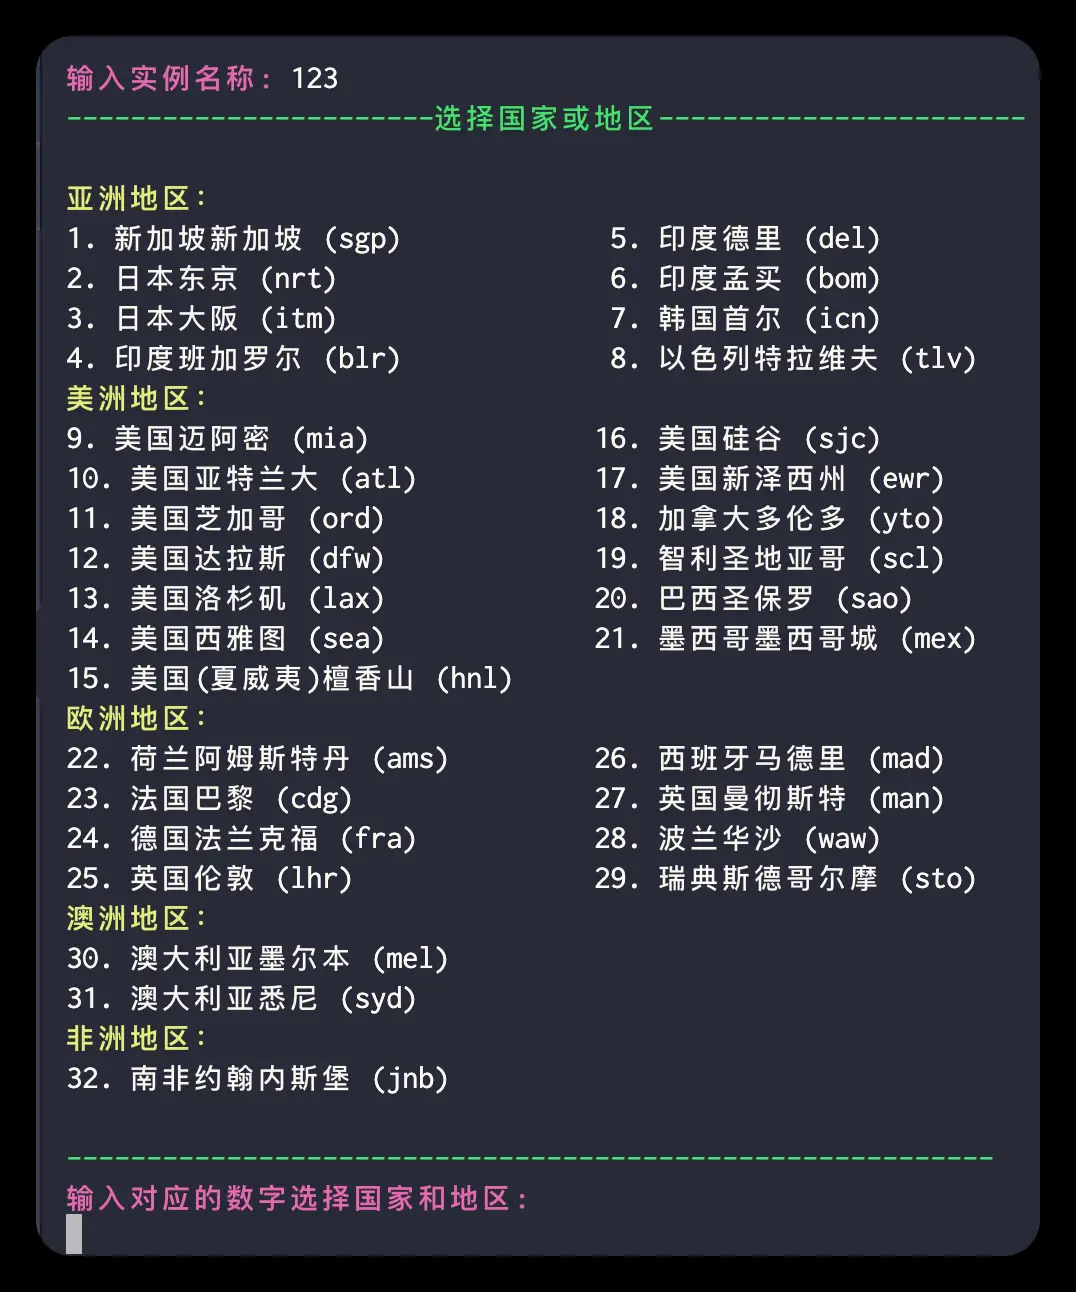 输入实例名称: 123
-----------------------选择国家或地区-----------------------
亚洲地区:
1. 新加坡新加坡 (sgp) 5. 印度德里 (del)
2. 日本东京 (nrt) 6. 印度孟买 (bom)
3. 日本大阪 (itm) 7. 韩国首尔 (icn)
4. 印度班加罗尔 (blr) 8. 以色列特拉维夫 (tlv)
美洲地区:
9. 美国迈阿密 (mia) 16. 美国硅谷 (sjc)
10. 美国亚特兰大 (atl) 17. 美国新泽西州 (ewr)
11. 美国芝加哥 (ord) 18. 加拿大多伦多 (yto)
12. 美国达拉斯 (dfw) 19. 智利圣地亚哥 (scl)
13. 美国洛杉矶 (lax) 20. 巴西圣保罗 (sao)
14. 美国西雅图 (sea) 21. 墨西哥墨西哥城 (mex)
15. 美国(夏威夷)檀香山 (hnl)
欧洲地区:
22. 荷兰阿姆斯特丹 (ams) 26. 西班牙马德里 (mad)
23. 法国巴黎 (cdg) 27. 英国曼彻斯特 (man)
24. 德国法兰克福 (fra) 28. 波兰华沙 (waw)
25. 英国伦敦 (lhr) 29. 瑞典斯德哥尔摩 (sto)
澳洲地区:
30. 澳大利亚墨尔本 (mel)
31. 澳大利亚悉尼 (syd)
非洲地区:
32. 南非约翰内斯堡 (jnb)
----------------------------------------------------------
输入对应的数字选择国家和地区: